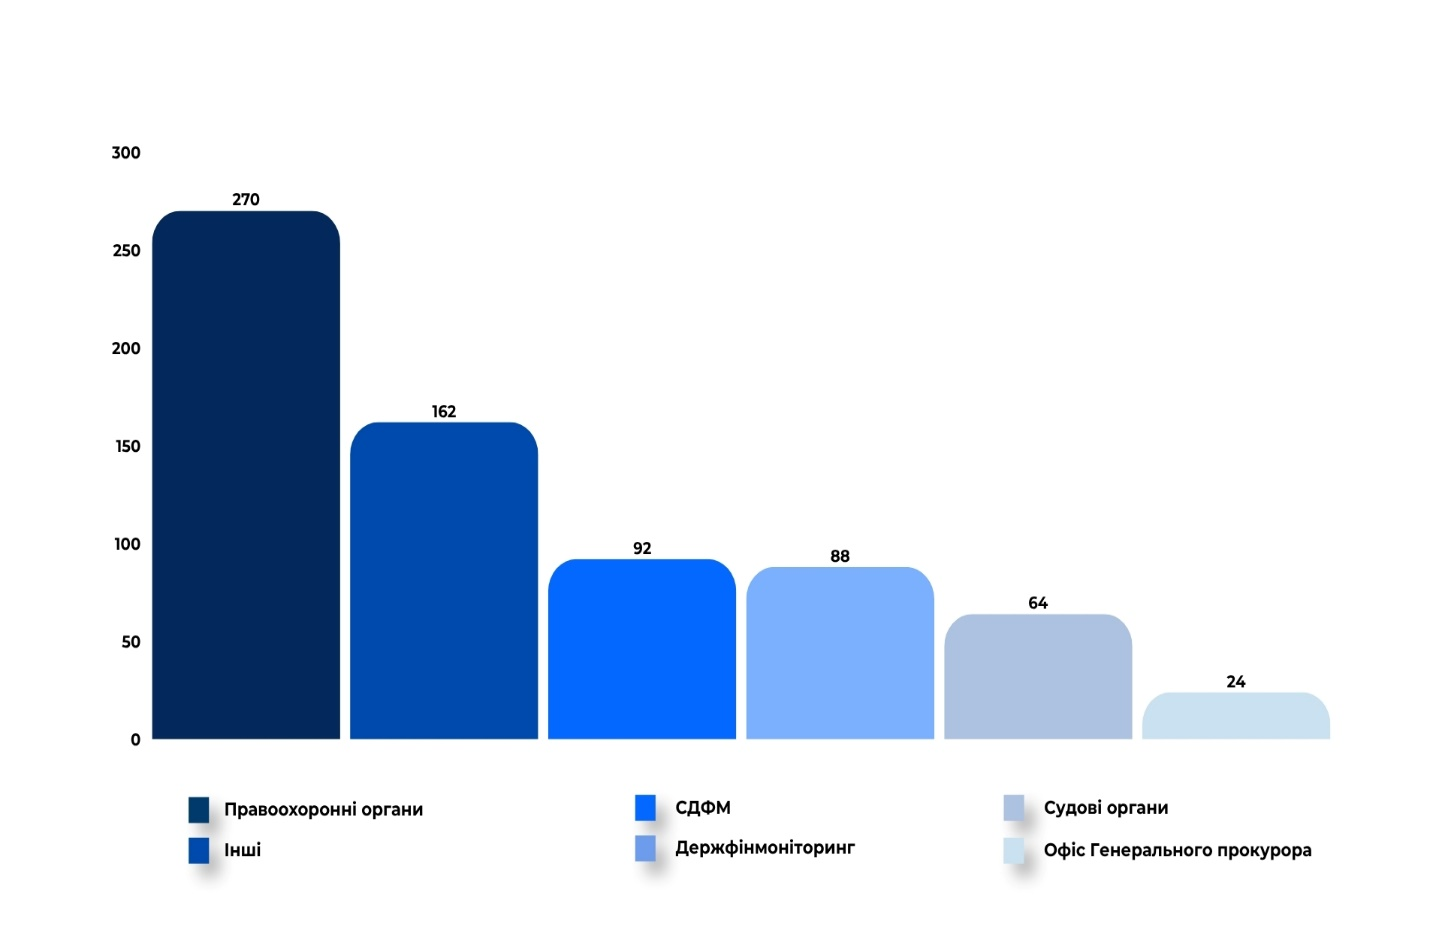 300
270
250
200
162
150
100
92
88
64
50
24
0
Правоохоронні органи
Інші
СДФМ
Держфінмоніторинг
Судові органи
Офіс Генерального прокурора